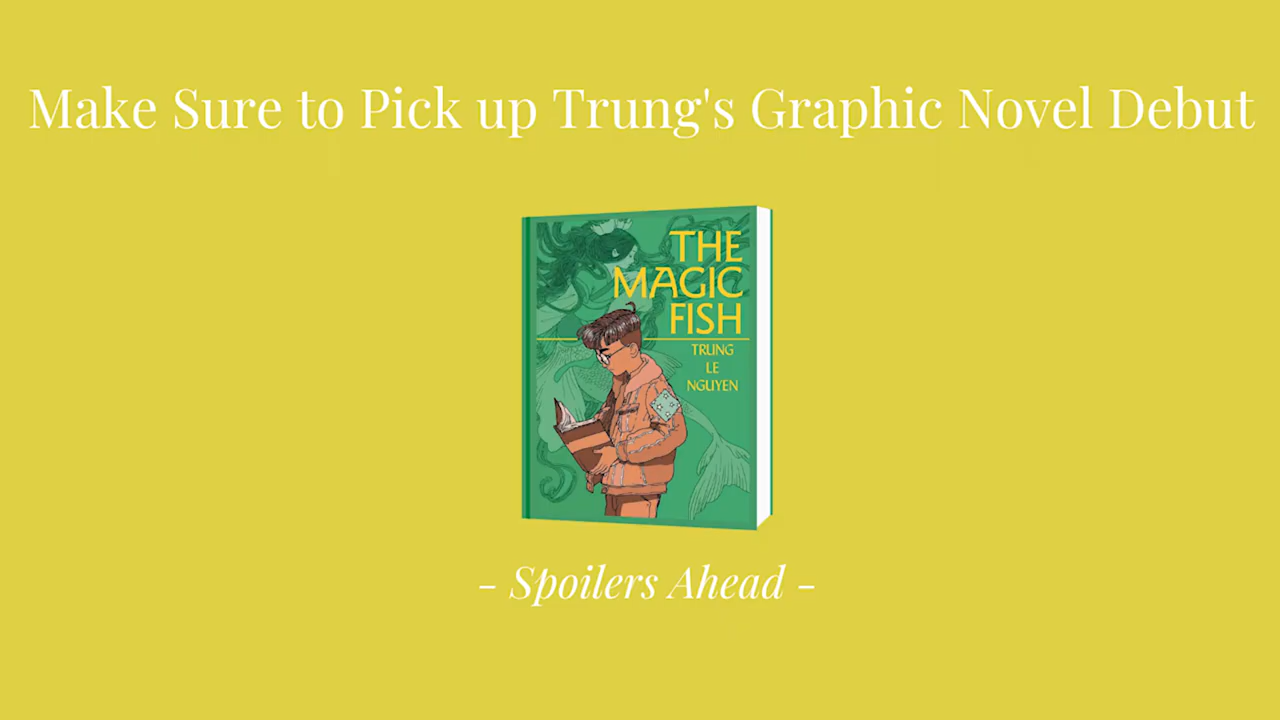 Make Sure to Pick up Trung's Graphic Novel Debut
THE
MAGIC
FISH
TRUNG
LE
NGUYEN
- Spoilers Ahead -